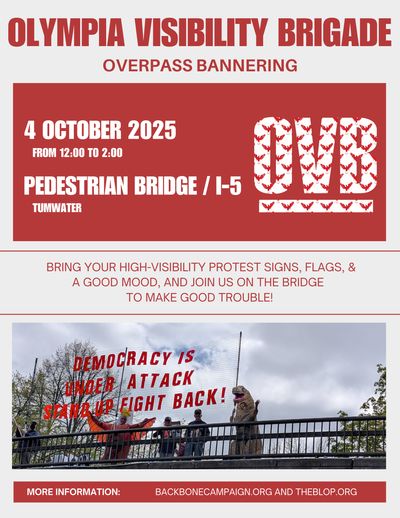 OLYMPIA VISIBILITY BRIGADE
OVERPASS BANNERING
4 OCTOBER 2025
FROM 12:00 TO 2:00
PEDESTRIAN BRIDGE / I-5
TUMWATER
OVB
BRING YOUR HIGH-VISIBILITY PROTEST SIGNS, FLAGS, &
A GOOD MOOD, AND JOIN US ON THE BRIDGE
TO MAKE GOOD TROUBLE!
DEMOCRACY IS
UNDER ATTACK
STAND UP FIGHT BACK!
MORE INFORMATION: BACKBONECAMPAIGN.ORG AND THEBLOP.ORG